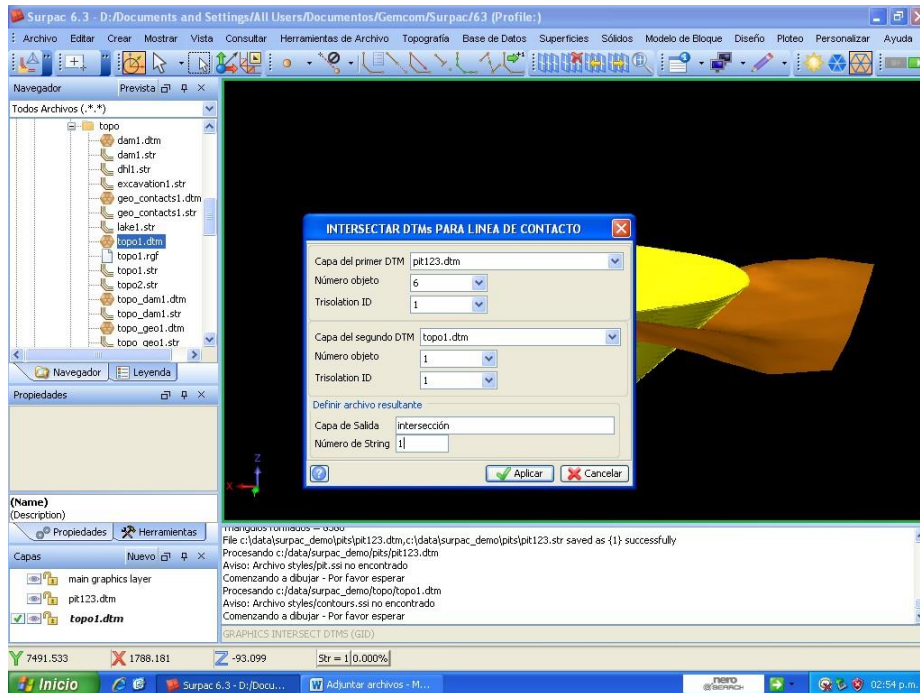 Surpac 6.3 - D:/Documents and Settings/All Users/Documentos/Gemcom/Surpac/63 (Profile:)
Archivo Editar Crear Mostrar Vista Consultar Herramientas de Archivo Topografía Base de Datos Superficies Sólidos Modelo de Bloque Diseño Ploteo Personalizar Ayuda
Navegador Prevista
Todos Archivos (.*.*)
topo
dam1.dtm
dam1.str
dhl1.str
excavation1.str
geo_contacts1.dtm
geo_contacts1.str
lake1.str
topo1.dtm
topo1.rgf
topo1.str
topo2.str
topo_dam1.dtm
topo_dam1.str
topo_geo1.dtm
topo_geo1.str
Navegador Leyenda
Propiedades
(Name)
(Description)
Propiedades Herramientas
Capas Nuevo
main graphics layer
pit123.dtm
topo1.dtm
INTERSECTAR DTMs PARA LINEA DE CONTACTO
Capa del primer DTM pit123.dtm
Número objeto 6
Trisolation ID 1
Capa del segundo DTM topo1.dtm
Número objeto 1
Trisolation ID 1
Definir archivo resultante
Capa de Salida intersección
Número de String 1
Aplicar Cancelar
Z
X
File c:\data\surpac_demo\pits\pit123.dtm,c:\data\surpac_demo\pits\pit123.str saved as {1} successfully
Procesando c:/data/surpac_demo/pits/pit123.dtm
Aviso: Archivo styles/pit.ssi no encontrado
Comenzando a dibujar - Por favor esperar
Procesando c:/data/surpac_demo/topo/topo1.dtm
Aviso: Archivo styles/contours.ssi no encontrado
Comenzando a dibujar - Por favor esperar
GRAPHICS INTERSECT DTMS (GID)
Y 7491.533 X 1788.181 Z -93.099 Str = 1 0.000%
Inicio Surpac 6.3 - D:/Docu... Adjuntar archivos - M... nero SEARCH 02:54 p.m.